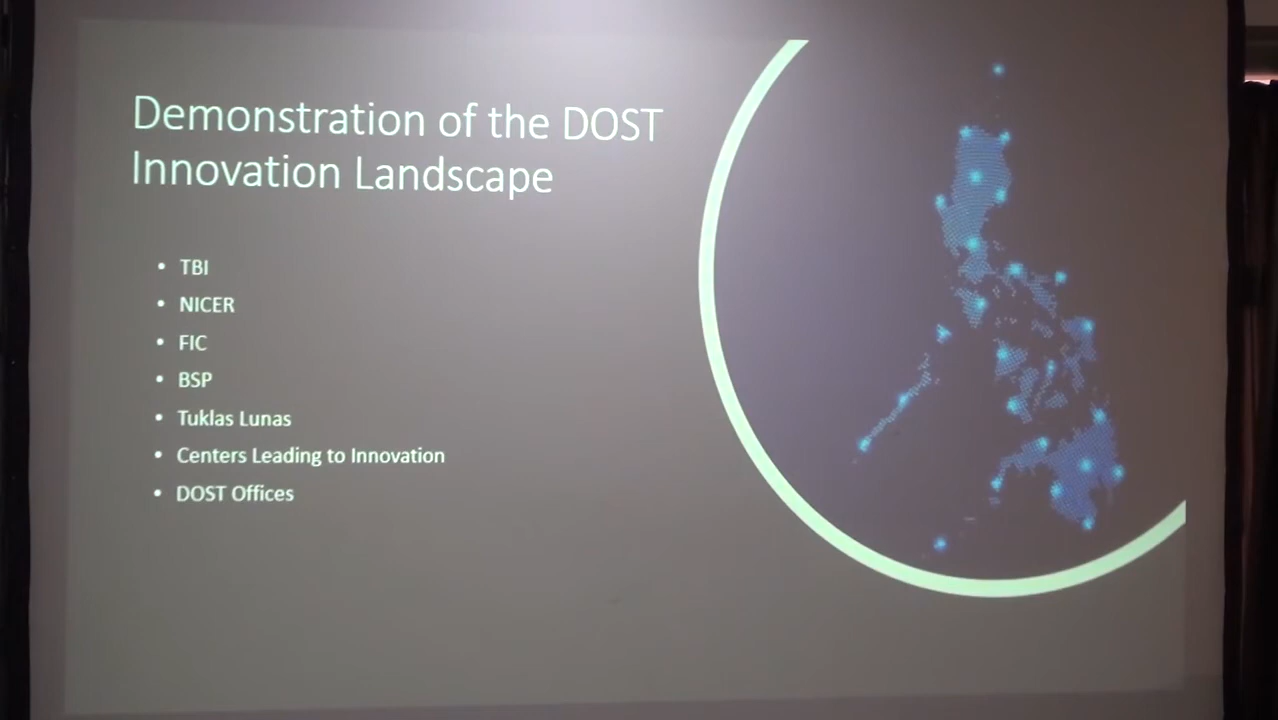 Demonstration of the DOST
Innovation Landscape
• TBI
• NICER
• FIC
• BSP
• Tuklas Lunas
• Centers Leading to Innovation
• DOST Offices